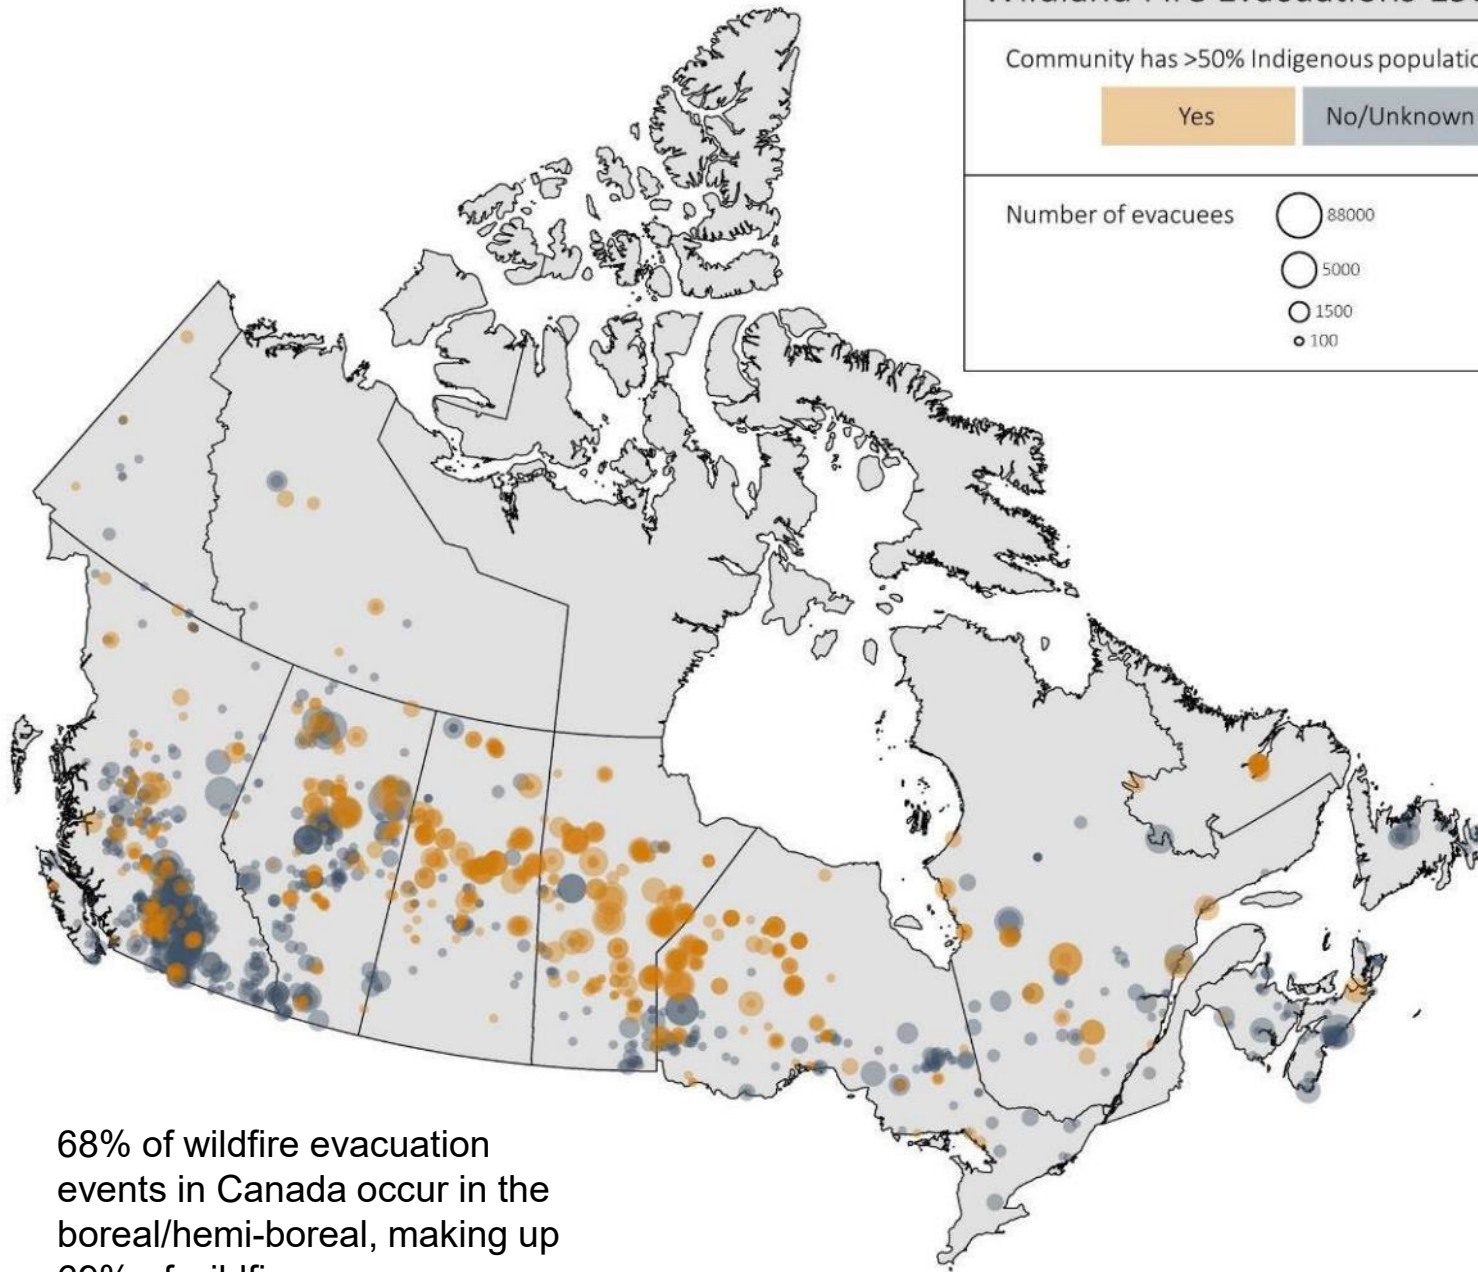 Community has >50% Indigenous
Yes
No/Unknown
Number of evacuees
88000
5000
1500
100
68% of wildfire evacuation
events in Canada occur in the
boreal/hemi-boreal, making up